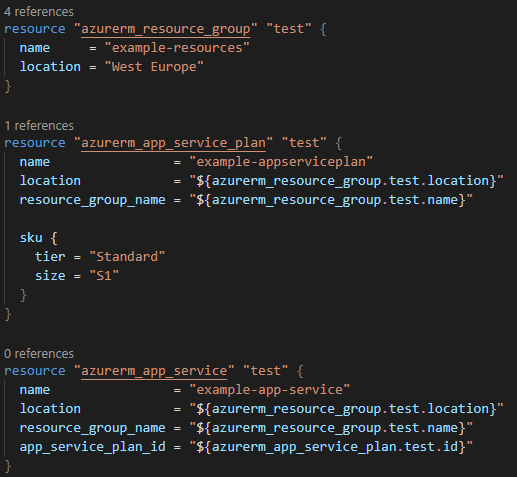 4 references
resource "azurerm_resource_group" "test" {
  name     = "example-resources"
  location = "West Europe"
}
1 references
resource "azurerm_app_service_plan" "test" {
  name                = "example-appserviceplan"
  location            = "${azurerm_resource_group.test.location}"
  resource_group_name = "${azurerm_resource_group.test.name}"
  sku {
    tier = "Standard"
    size = "S1"
  }
}
0 references
resource "azurerm_app_service" "test" {
  name                = "example-app-service"
  location            = "${azurerm_resource_group.test.location}"
  resource_group_name = "${azurerm_resource_group.test.name}"
  app_service_plan_id = "${azurerm_app_service_plan.test.id}"
}